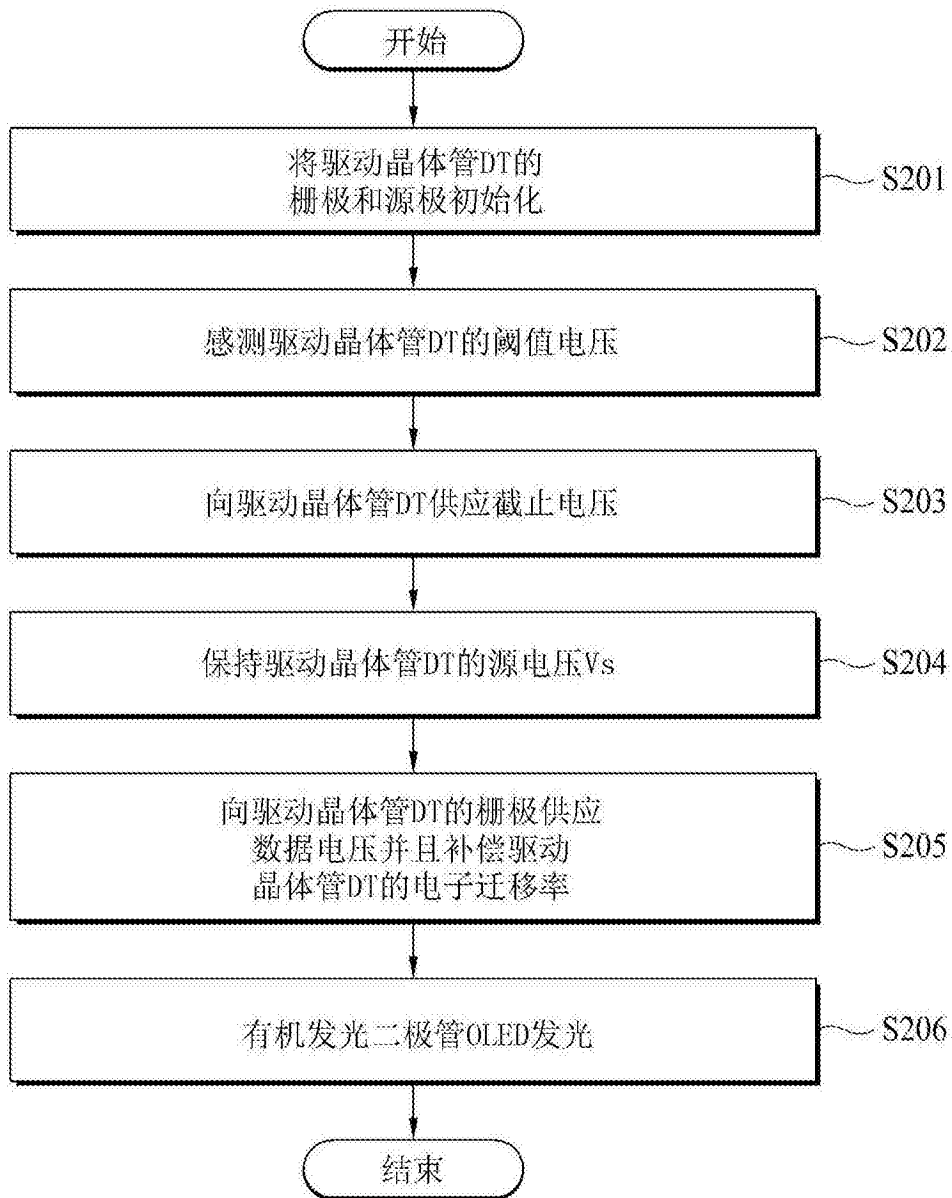 开始
将驱动晶体管DT的
栅极和源极初始化
S201
感测驱动晶体管DT的阈值电压
S202
向驱动晶体管DT供应截止电压
S203
保持驱动晶体管DT的源电压Vs
S204
向驱动晶体管DT的栅极供应
数据电压并且补偿驱动
晶体管DT的电子迁移率
S205
有机发光二极管OLED发光
S206
结束